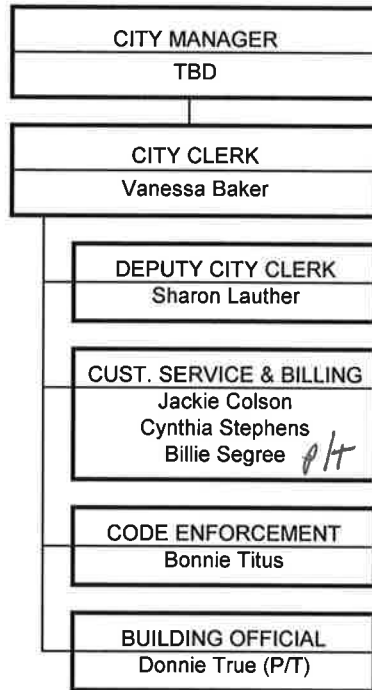 CITY MANAGER
TBD
CITY CLERK
Vanessa Baker
DEPUTY CITY CLERK
Sharon Lauther
CUST. SERVICE & BILLING
Jackie Colson
Cynthia Stephens
Billie Segree P/T
CODE ENFORCEMENT
Bonnie Titus
BUILDING OFFICIAL
Donnie True (P/T)